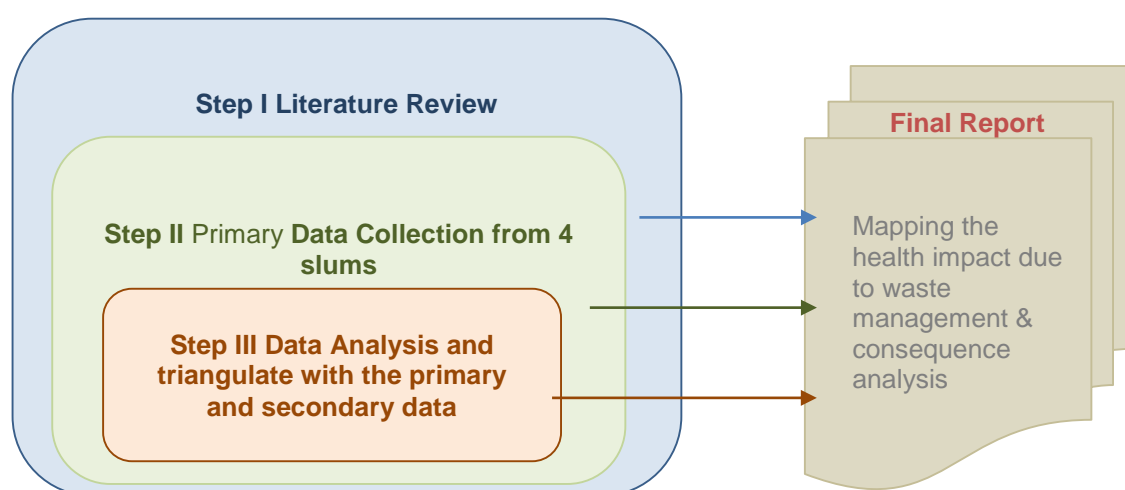 Step I Literature Review
Step II Primary Data Collection from 4
slums
Step III Data Analysis and
triangulate with the primary
and secondary data
Final Report
Mapping the
health impact due
to waste
management &
consequence
analysis